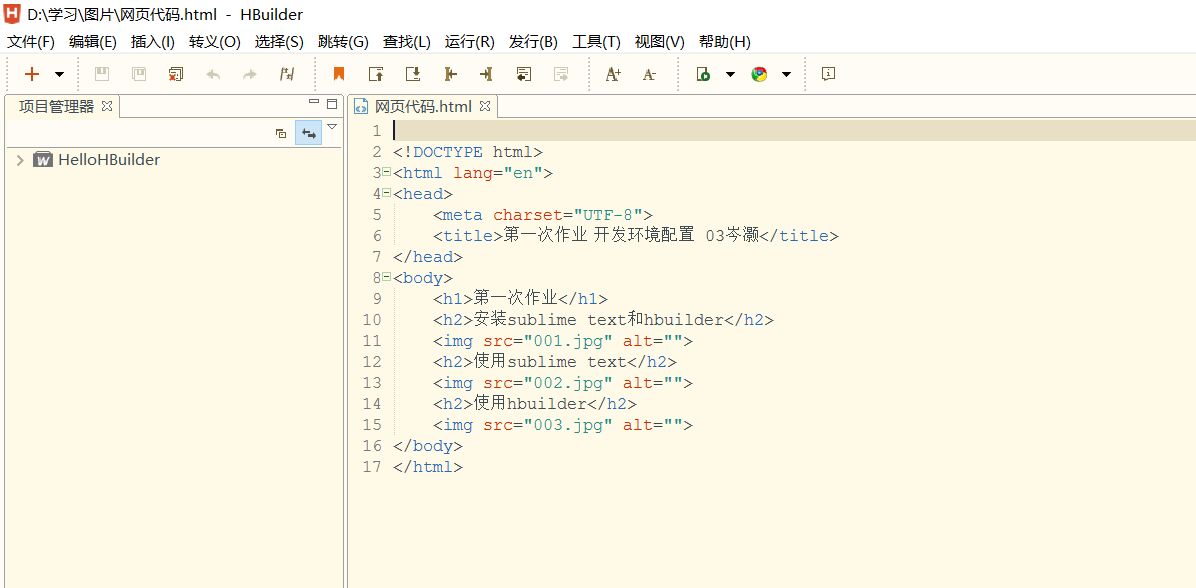 D:\学习\图片\网页代码.html - HBuilder
文件(F) 编辑(E) 插入(I) 转义(O) 选择(S) 跳转(G) 查找(L) 运行(R) 发行(B) 工具(T) 视图(V) 帮助(H)
项目管理器
HelloHBuilder
网页代码.html
1
2 <!DOCTYPE html>
3 <html lang="en">
4 <head>
5 <meta charset="UTF-8">
6 <title>第一次作业 开发环境配置 03岑灏</title>
7 </head>
8 <body>
9 <h1>第一次作业</h1>
10 <h2>安装sublime text和hbuilder</h2>
11 <img src="001.jpg" alt="">
12 <h2>使用sublime text</h2>
13 <img src="002.jpg" alt="">
14 <h2>使用hbuilder</h2>
15 <img src="003.jpg" alt="">
16 </body>
17 </html>